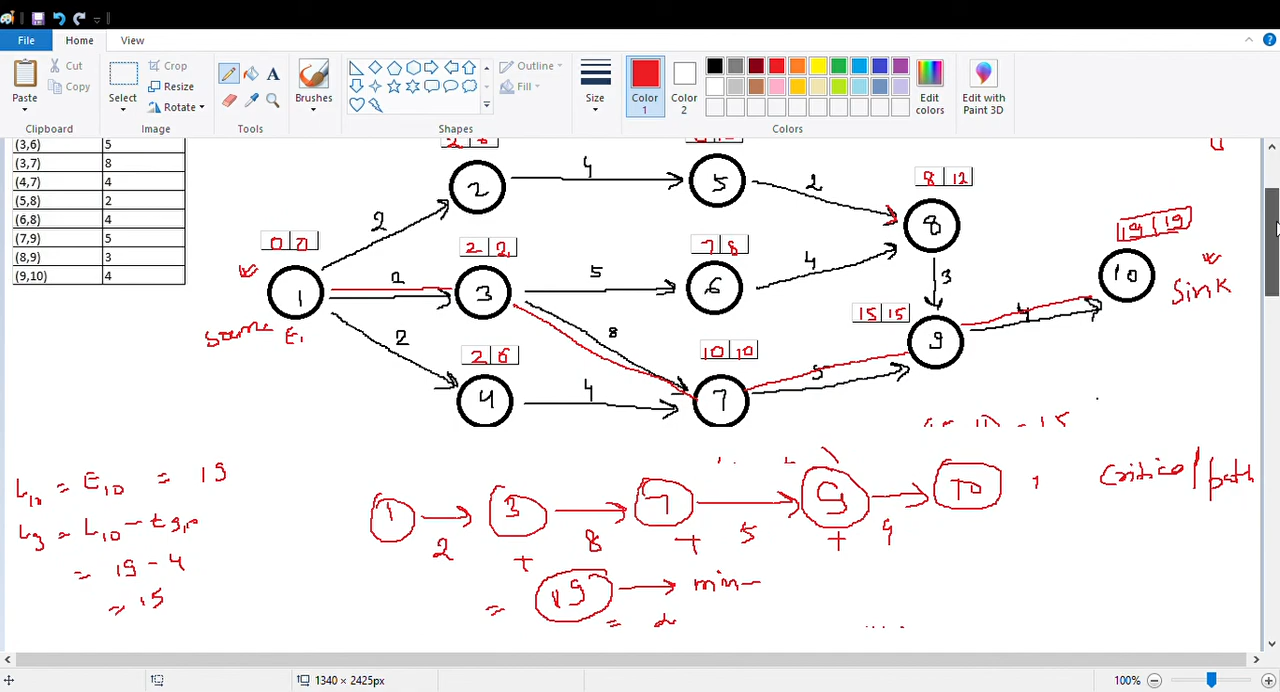 File Home View
Paste Cut Copy
Clipboard
Select Crop Resize Rotate
Image
Tools
Brushes
Outline
Fill
Shapes
Size
Color 1
Color 2
Edit colors
Colors
Edit with Paint 3D
(3,6) 5
(3,7) 8
(4,7) 4
(5,8) 2
(6,8) 4
(7,9) 5
(8,9) 3
(9,10) 4
2 4 5 2
8 12
2
8
19 19
0 0
2 2
7 8
10
Sink
1 2 3 5 6 4 3
15 15
4
9
source E1
2
8
2 6
10 10
4 4 7 5
L10 = E10 = 19
= 19 - 4
= 15
1 3 7 9 10 Critical path
2 + 8 + 5 + 4
= 19 min
1340 × 2425px
100%